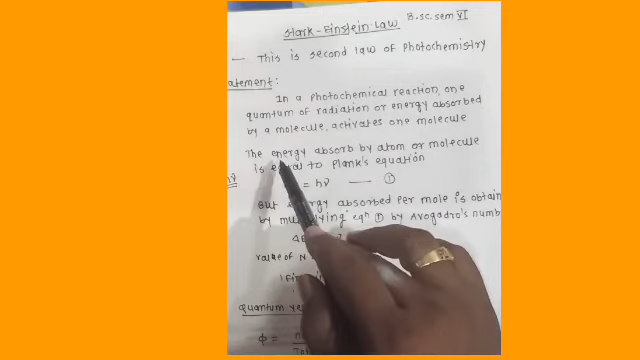 Stark-Einstein Law B.sc.sem VI
— This is second law of Photochemistry
atement:
In a Photochemical reaction, one
quantum of radiation or energy absorbed
by a molecule, activates one molecule
The energy absorb by atom or molecule
is equal to Plank's equation
hν = hν — ①
But energy absorbed Per mole is obtain
by multiplying eqn ① by Avogadro's numb
value of N
quantum
Φ =